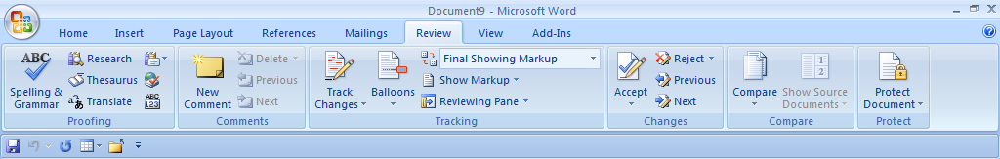 Document9 - Microsoft Word
Home Insert Page Layout References Mailings Review View Add-Ins
ABC
Spelling &
Grammar
Research
Thesaurus
Translate
ABC
123
Proofing
New
Comment
Delete
Previous
Next
Comments
Track
Changes
Balloons
Final Showing Markup
Show Markup
Reviewing Pane
Tracking
Accept
Reject
Previous
Next
Changes
Compare
1
2
Show Source
Documents
Compare
Protect
Document
Protect